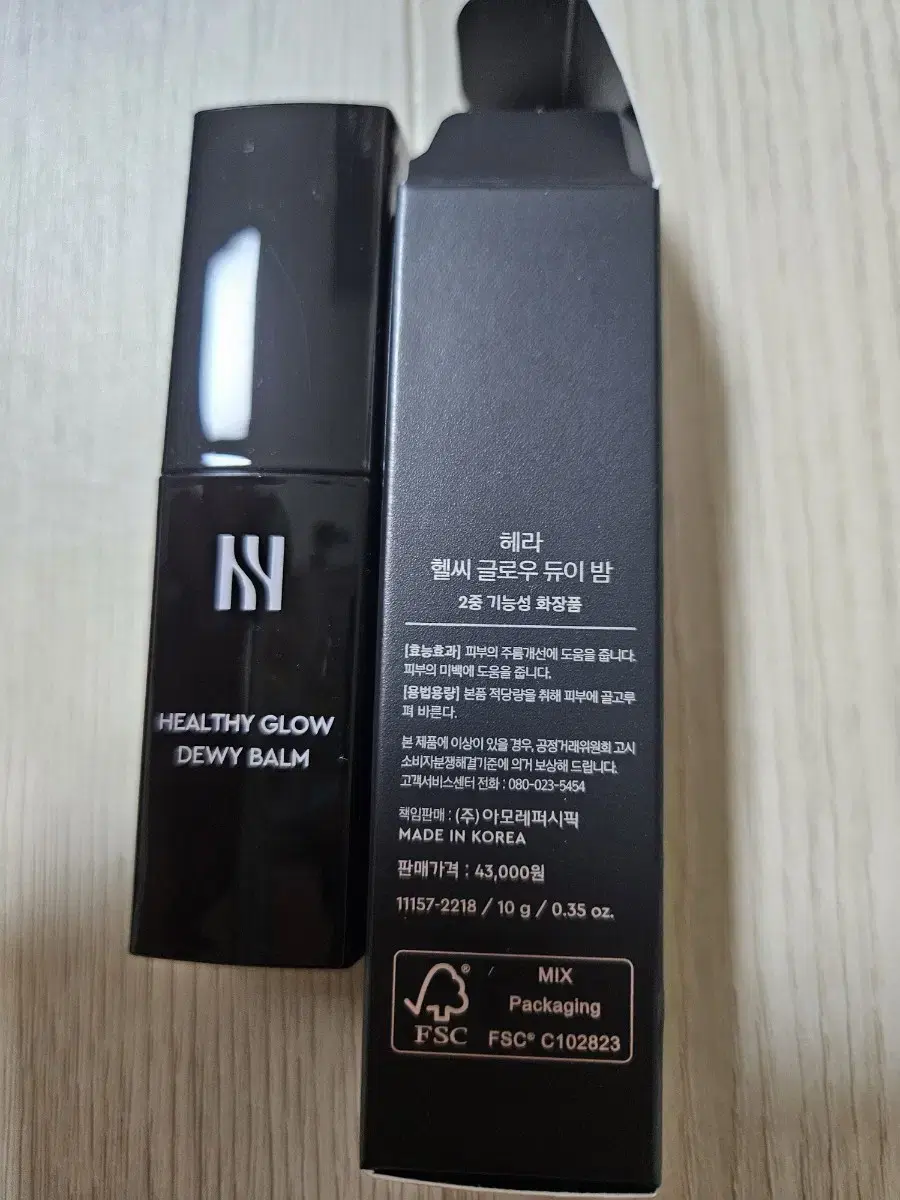 HEALTHY GLOW
DEWY BALM
헤라
헬씨 글로우 듀이 밤
2중 기능성 화장품
[효능효과] 피부의 주름개선에 도움을 줍니다.
피부의 미백에 도움을 줍니다.
[용법용량] 본품 적당량을 취해 피부에 골고루
펴 바른다.
본 제품에 이상이 있을 경우, 공정거래위원회 고시
소비자분쟁해결기준에 의거 보상해 드립니다.
고객서비스센터 전화 : 080-023-5454
책임판매 : (주)아모레퍼시픽
MADE IN KOREA
판매가격 : 43,000원
11157-2218 / 10 g / 0.35 oz.
FSC®
MIX
Packaging
FSC® C102823